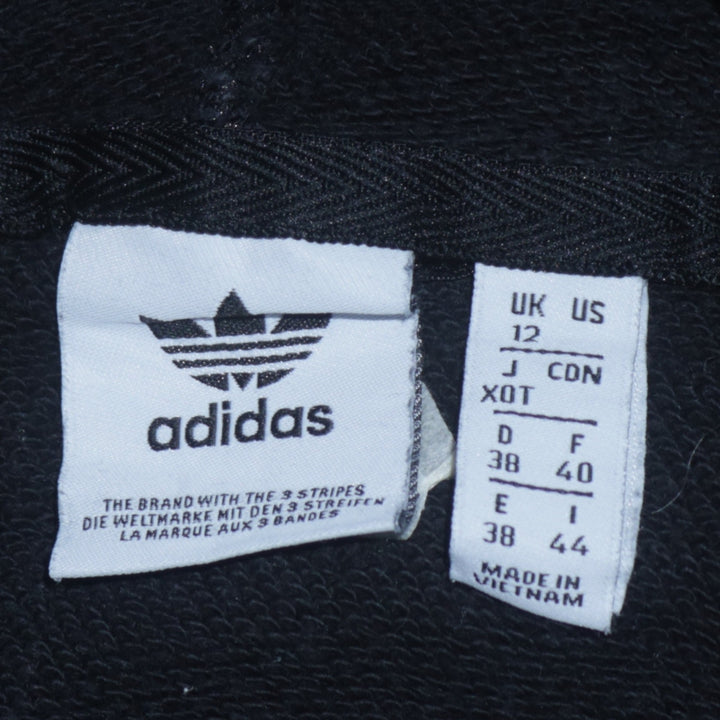 adidas
THE BRAND WITH THE 3 STRIPES
DIE WELTMARKE MIT DEN 3 STREIFEN
LA MARQUE AUX 3 BANDES
UK US
12
J CDN
XOT
D F
38 40
E I
38 44
MADE IN
VIETNAM